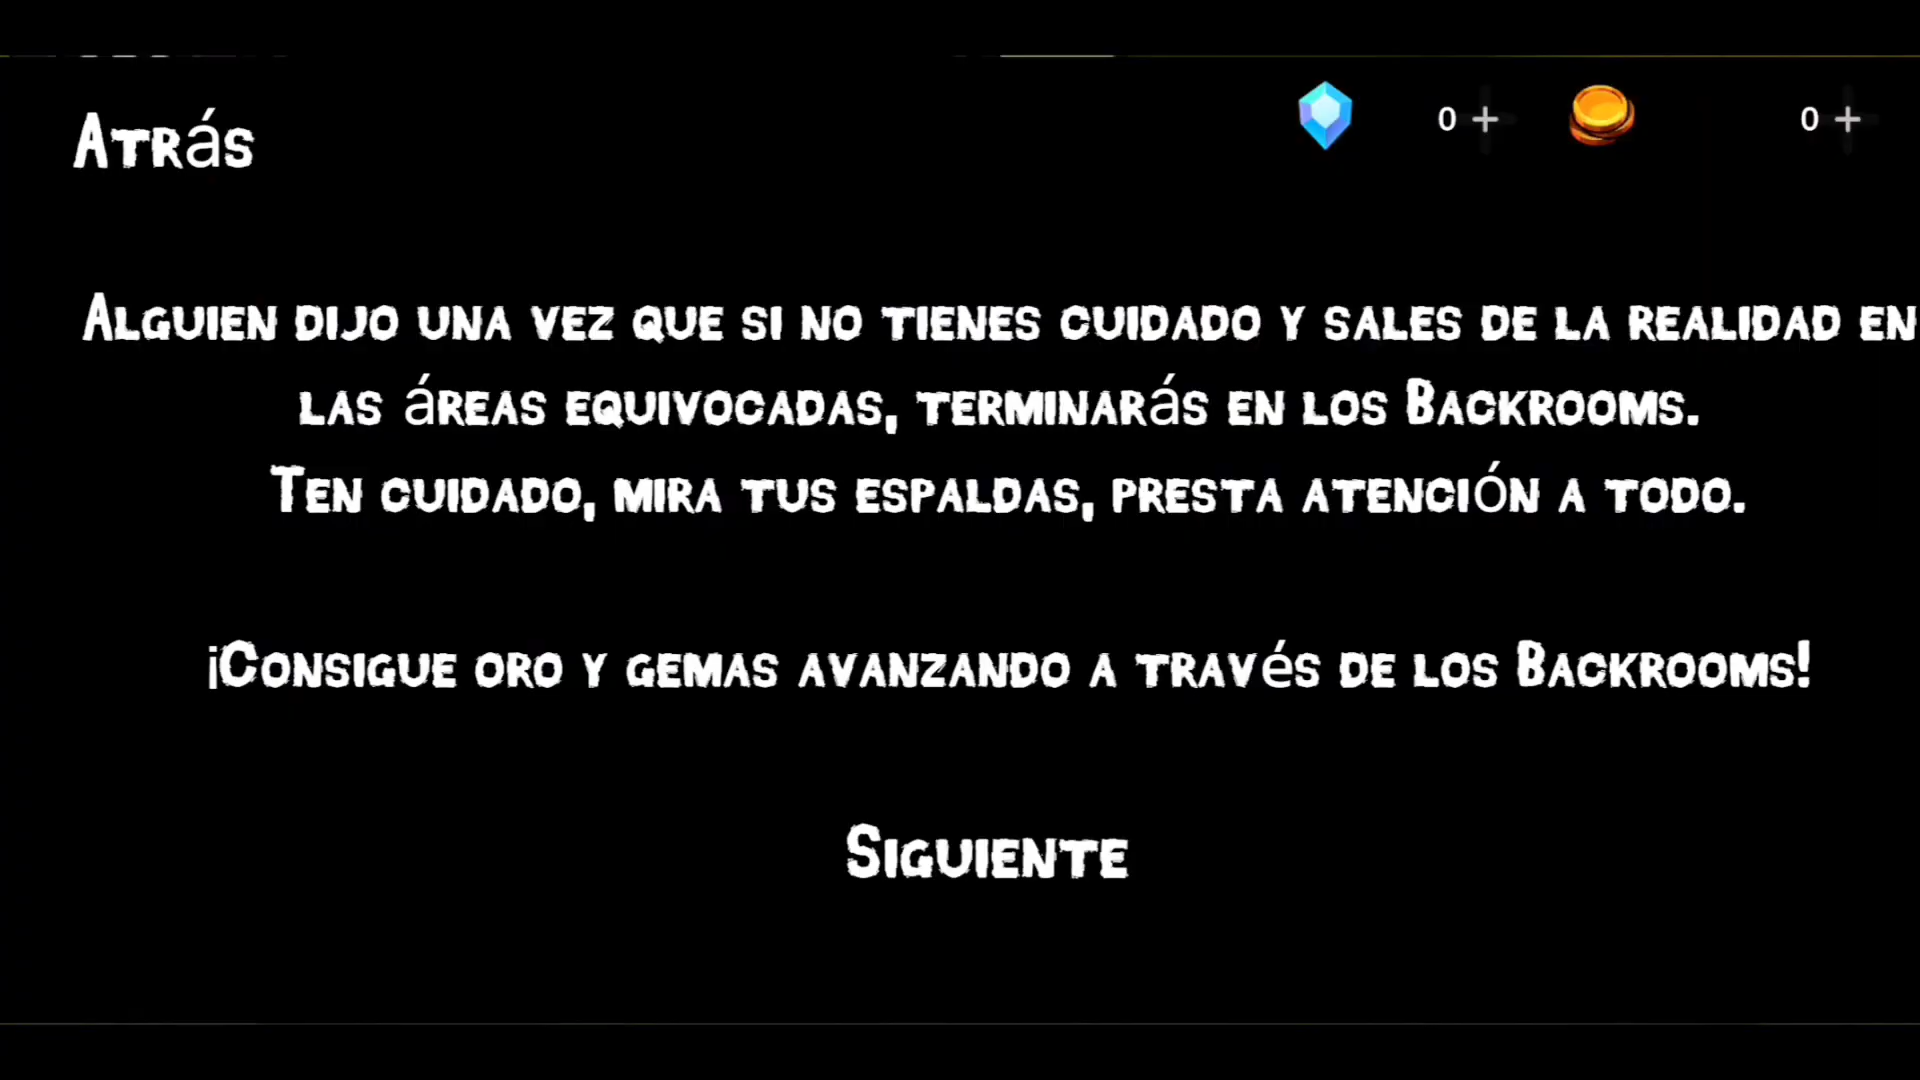 Atrás
0 +
0 +
Alguien dijo una vez que si no tienes cuidado y sales de la realidad en
las áreas equivocadas, terminarás en los Backrooms.
Ten cuidado, mira tus espaldas, presta atención a todo.
¡Consigue oro y gemas avanzando a través de los Backrooms!
Siguiente